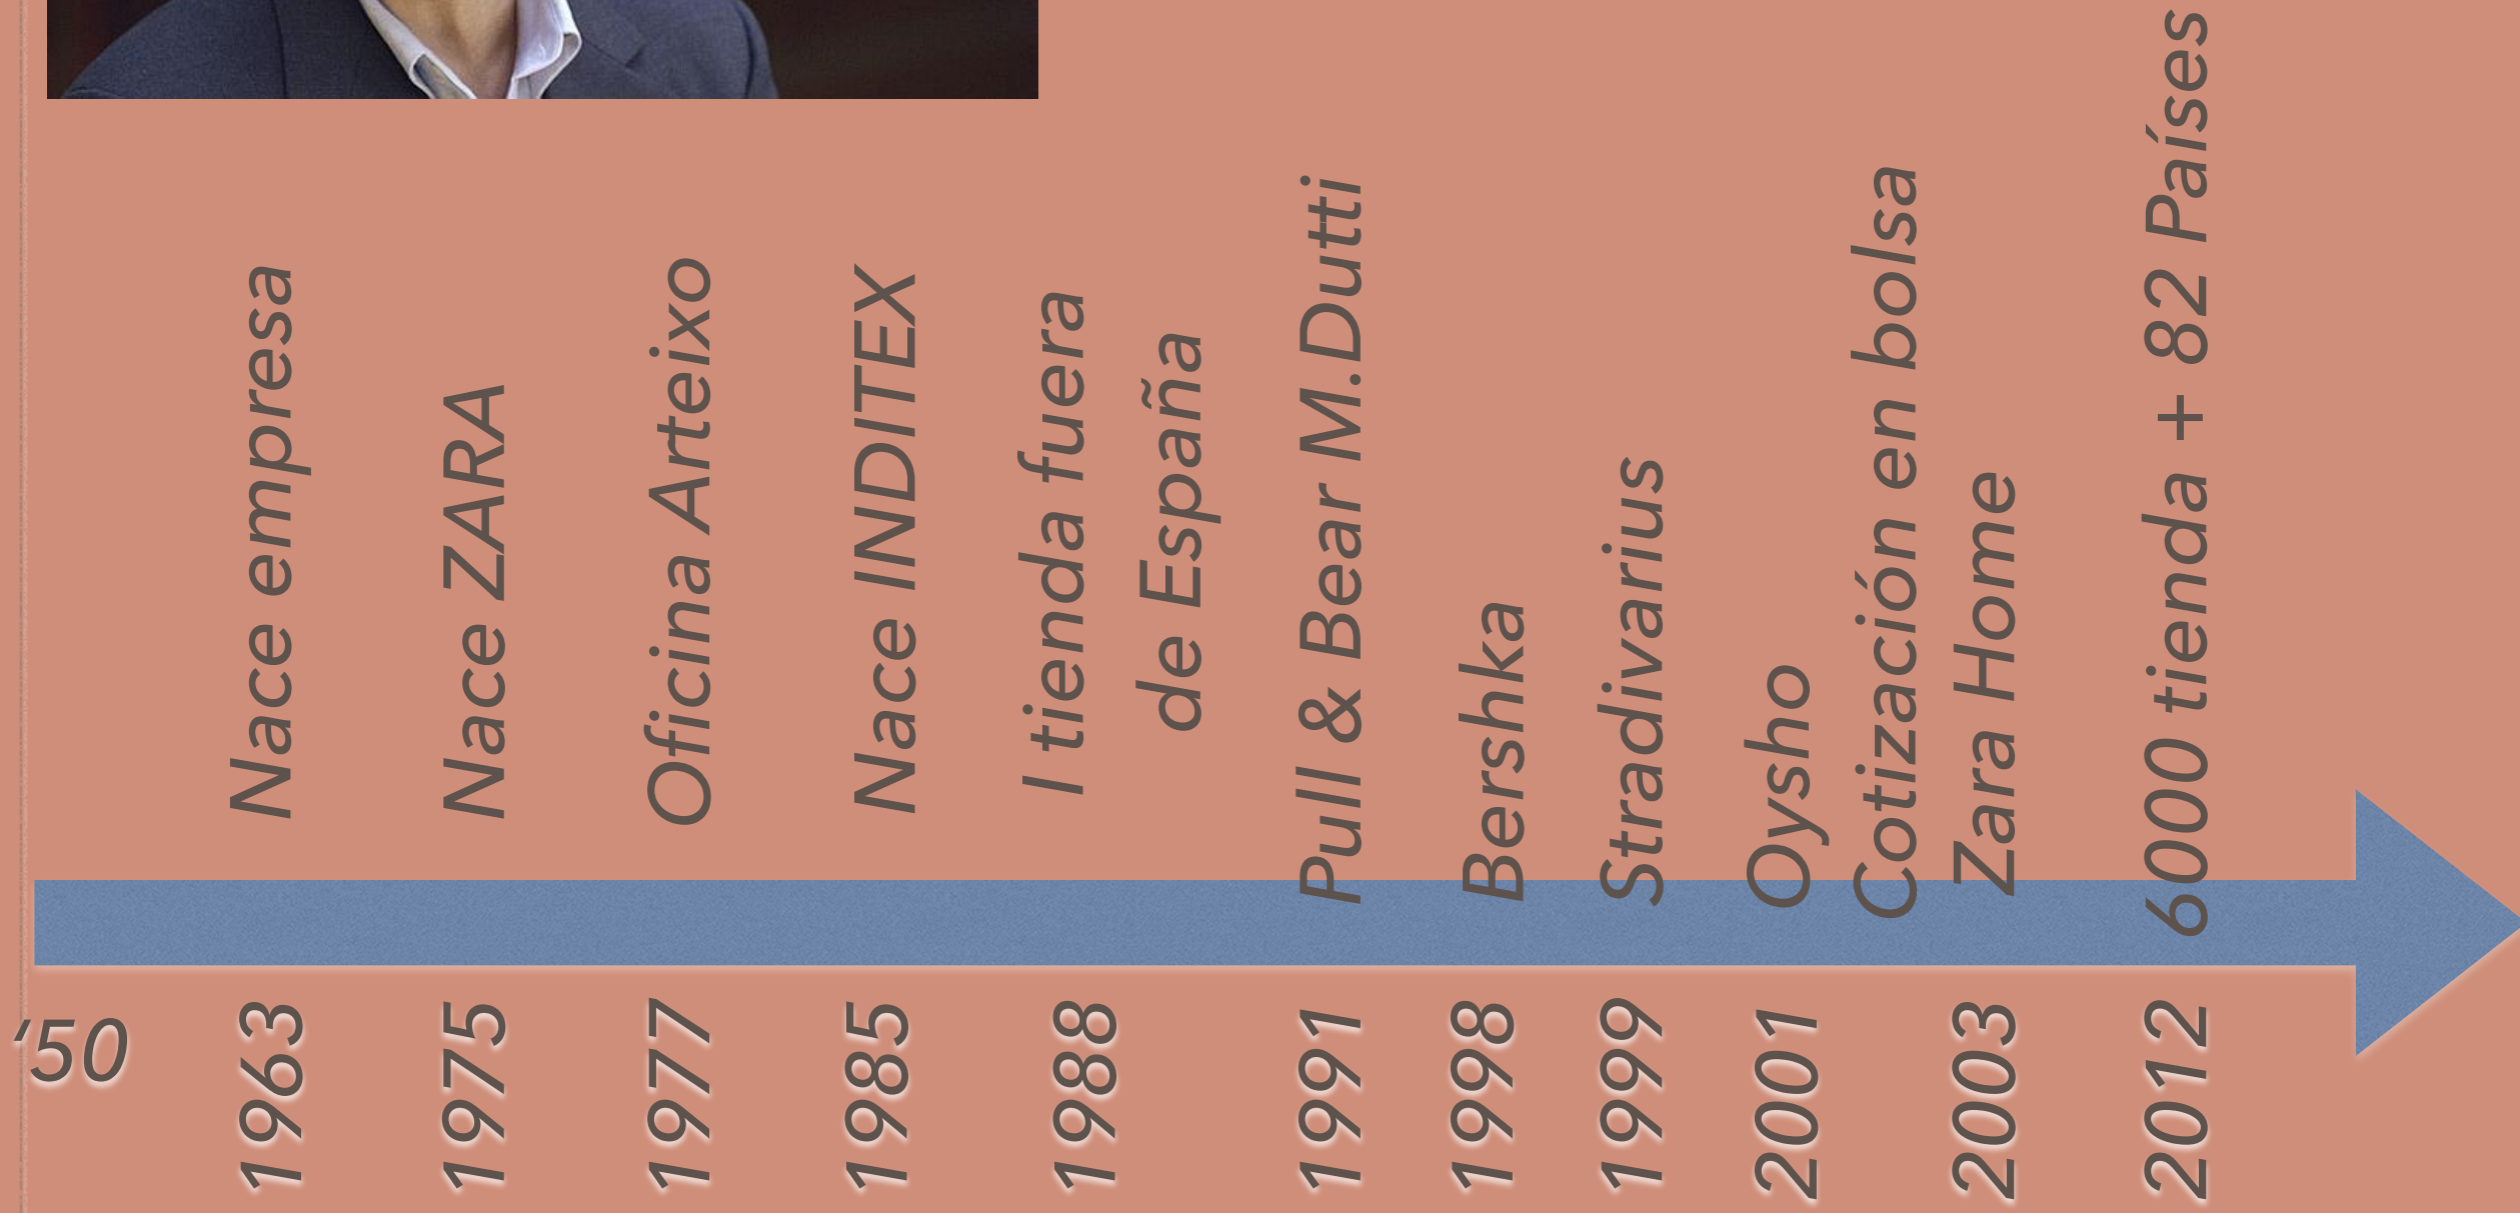 Nace empresa
Nace ZARA
Oficina Arteixo
Nace INDITEX
I tienda fuera
de España
Pull & Bear M.Dutti
Bershka
Stradivarius
Oysho
Cotización en bolsa
Zara Home
6000 tienda + 82 Países
‘50
1963
1975
1977
1985
1988
1991
1998
1999
2001
2003
2012